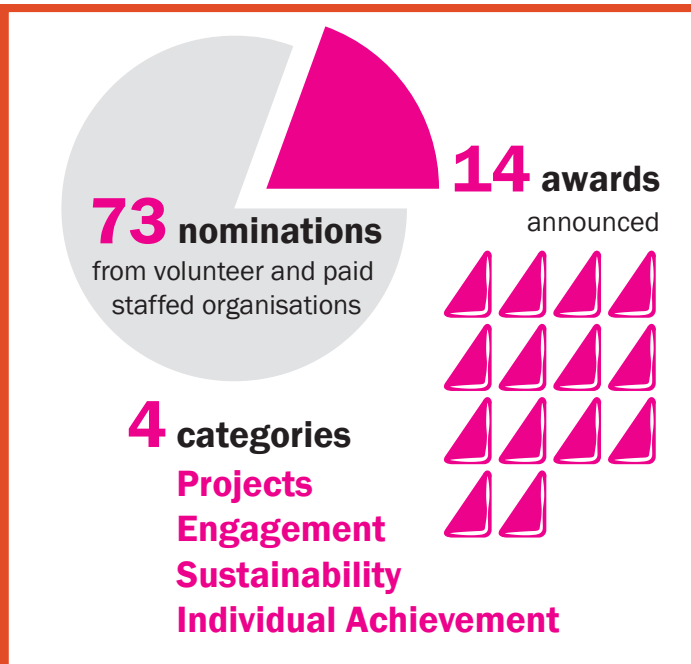 73 nominations
from volunteer and paid
staffed organisations
14 awards
announced
4 categories
Projects
Engagement
Sustainability
Individual Achievement